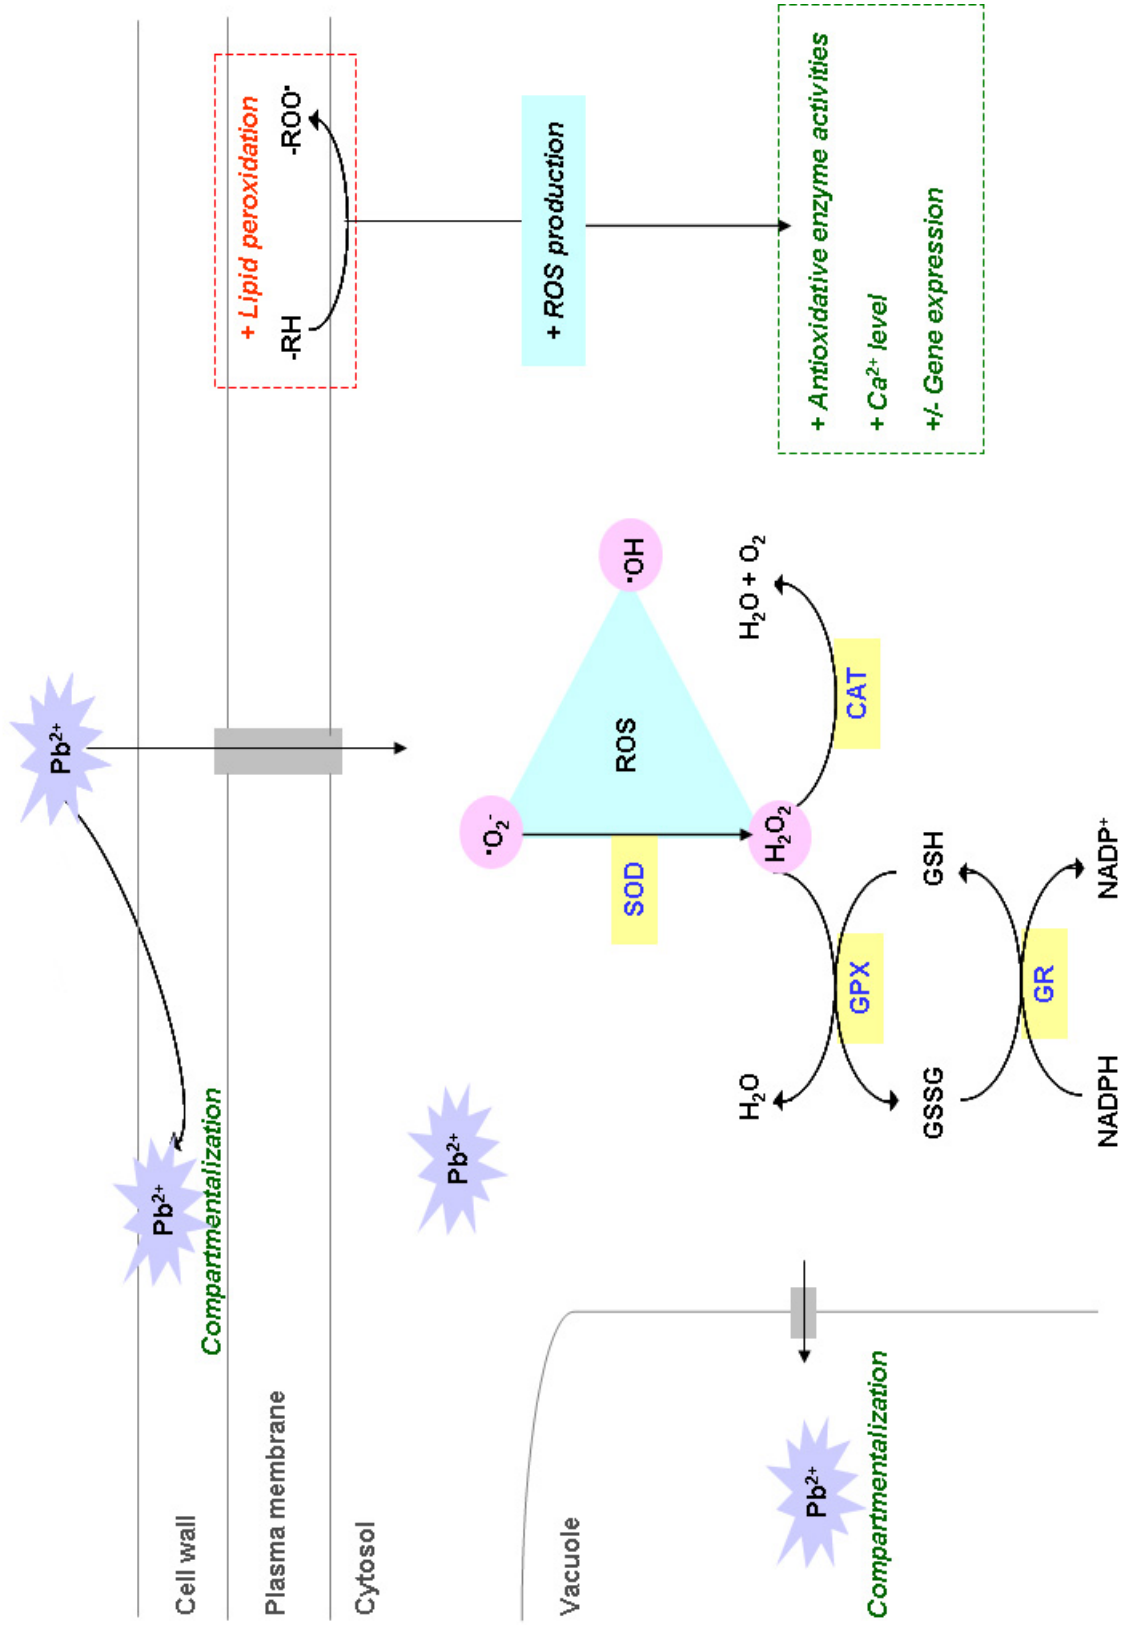 Pb²⁺
Cell wall
Pb²⁺
Compartmentalization
Plasma membrane
+ Lipid peroxidation
-RH
-ROO•
Cytosol
Pb²⁺
•O₂⁻
+ ROS production
Vacuole
SOD
ROS
•OH
H₂O
H₂O₂
H₂O + O₂
Pb²⁺
Compartmentalization
GPX
CAT
+ Antioxidative enzyme activities
+ Ca²⁺ level
+/- Gene expression
GSSG
GSH
GR
NADPH
NADP⁺